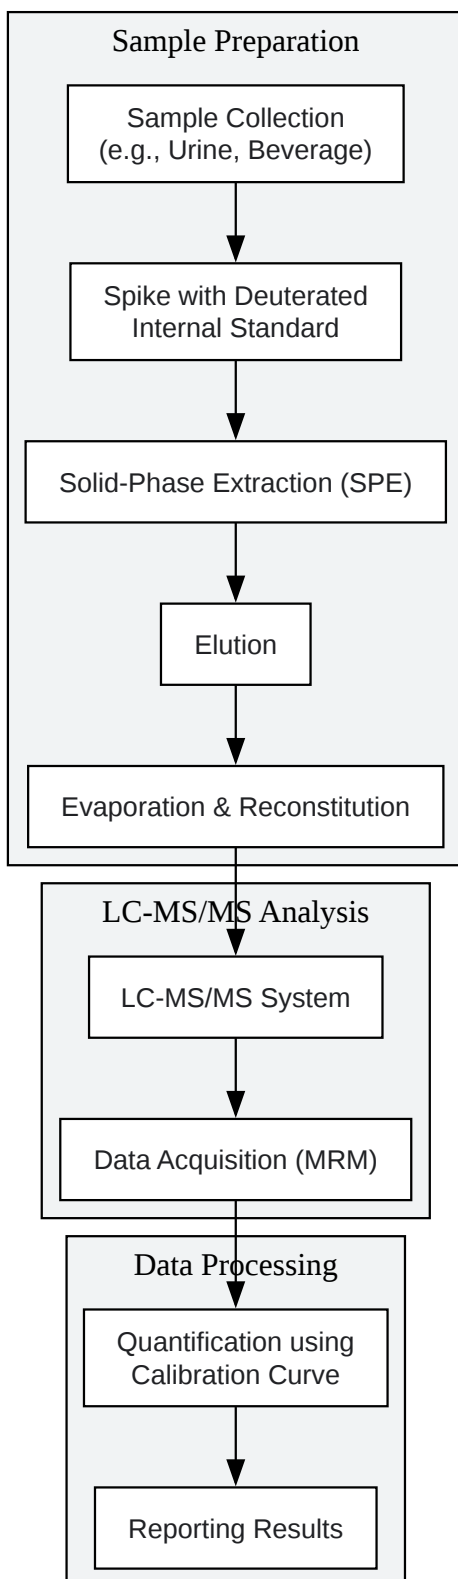 Sample Preparation
Sample Collection
(e.g., Urine, Beverage)
Spike with Deuterated
Internal Standard
Solid-Phase Extraction (SPE)
Elution
Evaporation & Reconstitution
LC-MS/MS Analysis
LC-MS/MS System
Data Acquisition (MRM)
Data Processing
Quantification using
Calibration Curve
Reporting Results